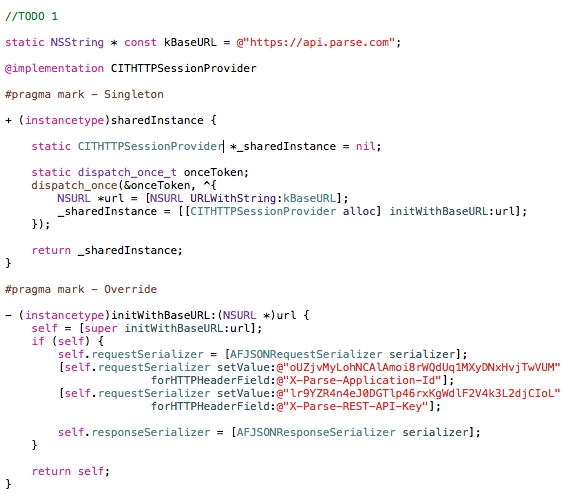 //TODO 1
static NSString * const kBaseURL = @"https://api.parse.com";
@implementation CITHTTPSessionProvider
#pragma mark – Singleton
+ (instancetype)sharedInstance {
static CITHTTPSessionProvider *_sharedInstance = nil;
static dispatch_once_t onceToken;
dispatch_once(&onceToken, ^{
NSURL *url = [NSURL URLWithString:kBaseURL];
_sharedInstance = [[CITHTTPSessionProvider alloc] initWithBaseURL:url];
});
return _sharedInstance;
}
#pragma mark – Override
– (instancetype)initWithBaseURL:(NSURL *)url {
self = [super initWithBaseURL:url];
if (self) {
self.requestSerializer = [AFJSONRequestSerializer serializer];
[self.requestSerializer setValue:@"oUZjvMyLohNCAlAmoi8rWQdUq1MXyDNxHvjTwVUM"
forHTTPHeaderField:@"X-Parse-Application-Id"];
[self.requestSerializer setValue:@"lr9YZR4n4eJ0DGTlp46rxKgWdlF2V4k3L2djCIoL"
forHTTPHeaderField:@"X-Parse-REST-API-Key"];
self.responseSerializer = [AFJSONResponseSerializer serializer];
}
return self;
}